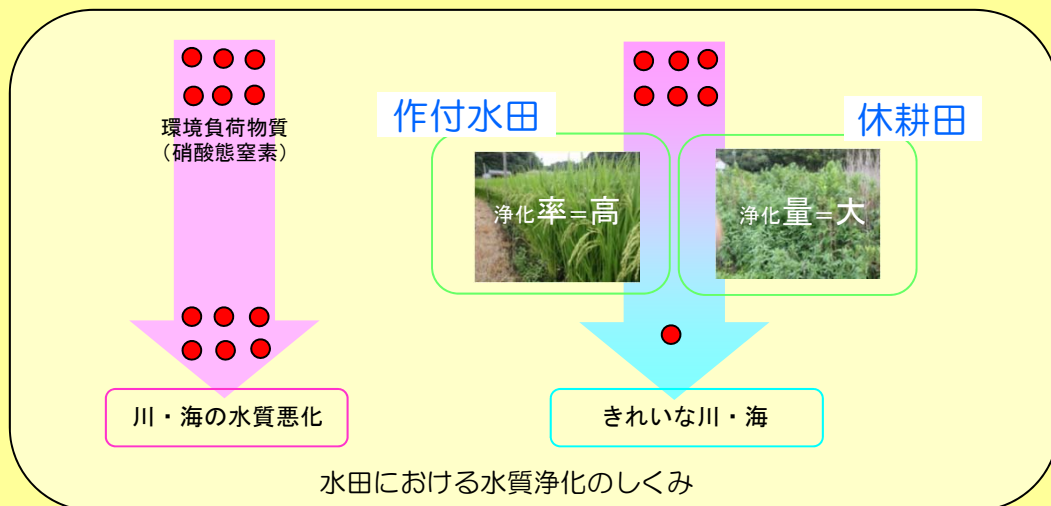 環境負荷物質
（硝酸態窒素）
作付水田
休耕田
浄化率=高
浄化量=大
川・海の水質悪化
きれいな川・海
水田における水質浄化のしくみ